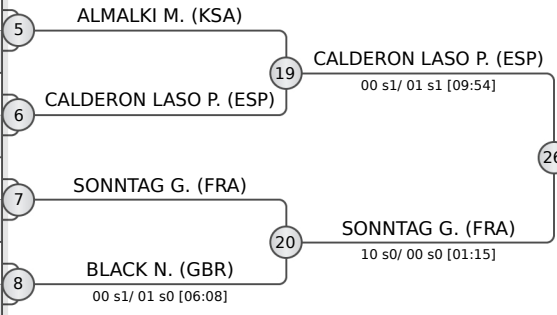 ALMALKI M. (KSA)
5
19
CALDERON LASO P. (ESP)
00 s1/ 01 s1 [09:54]
CALDERON LASO P. (ESP)
6
26
SONNTAG G. (FRA)
7
20
SONNTAG G. (FRA)
10 s0/ 00 s0 [01:15]
BLACK N. (GBR)
8
00 s1/ 01 s0 [06:08]